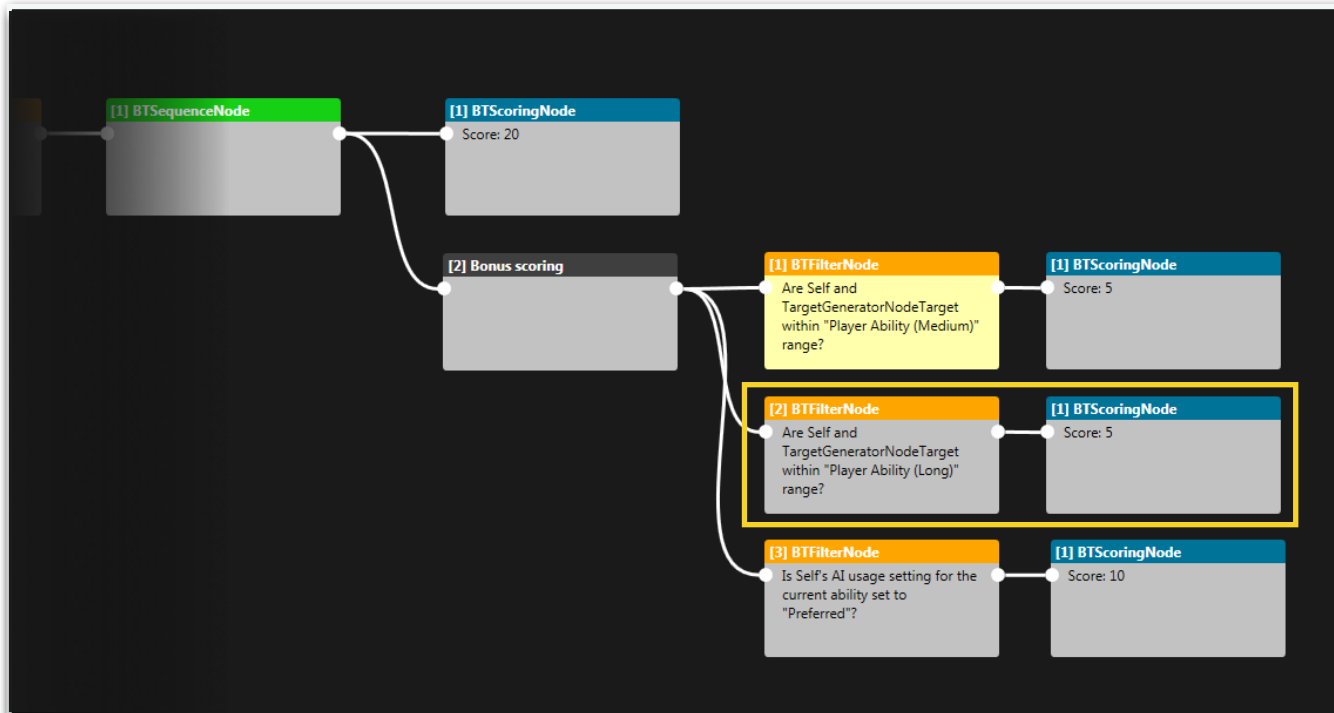 [1] BTSequenceNode
[1] BTScoringNode
Score: 20
[2] Bonus scoring
[1] BTFilterNode
Are Self and
TargetGeneratorNodeTarget
within "Player Ability (Medium)"
range?
[1] BTScoringNode
Score: 5
[2] BTFilterNode
Are Self and
TargetGeneratorNodeTarget
within "Player Ability (Long)"
range?
[1] BTScoringNode
Score: 5
[3] BTFilterNode
Is Self's AI usage setting for the
current ability set to
"Preferred"?
[1] BTScoringNode
Score: 10